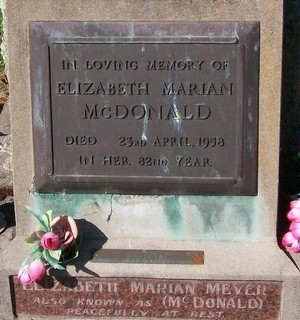 IN LOVING MEMORY OF
ELIZABETH MARIAN
MCDONALD
DIED 23RD APRIL, 1958
IN HER 82ND YEAR.
ELIZABETH MARIAN MEYER
ALSO KNOWN AS (MCDONALD)
PEACEFULLY AT REST.